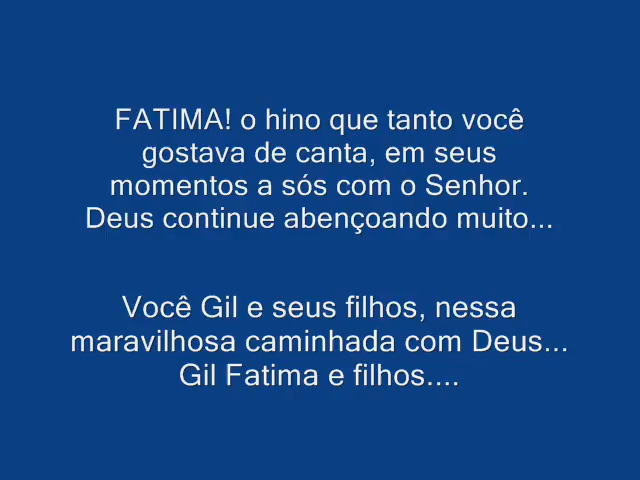 FATIMA! o hino que tanto você
gostava de canta, em seus
momentos a sós com o Senhor.
Deus continue abençoando muito...
Você Gil e seus filhos, nessa
maravilhosa caminhada com Deus...
Gil Fatima e filhos....